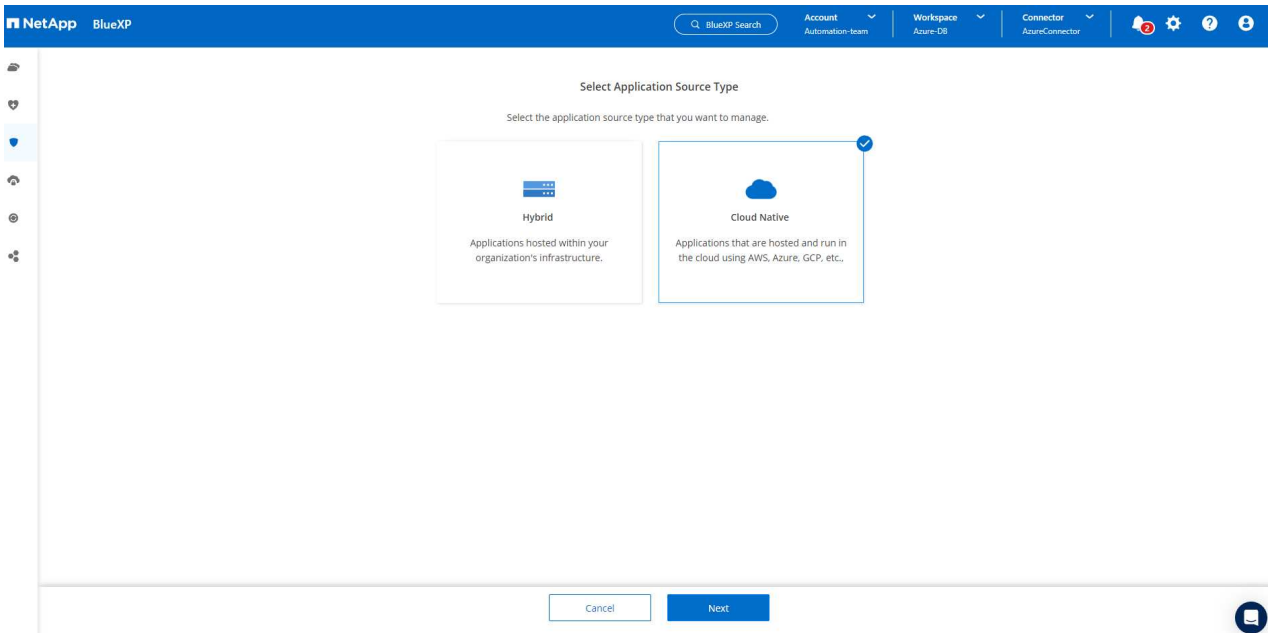 NetApp BlueXP
BlueXP Search
Account
Automation-team
Workspace
Azure-DB
Connector
AzureConnector
2
Select Application Source Type
Select the application source type that you want to manage.
Hybrid
Applications hosted within your
organization's infrastructure.
Cloud Native
Applications that are hosted and run in
the cloud using AWS, Azure, GCP, etc.,
Cancel
Next